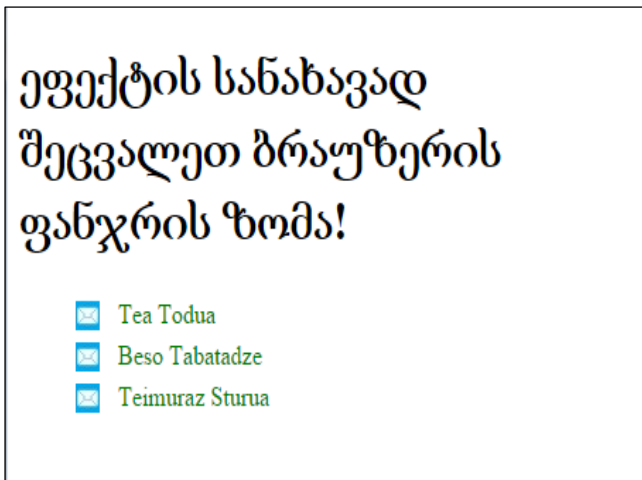 ეფექტის სანახავად
შეცვალეთ ბრაუზერის
ფანჯრის ზომა!
Tea Todua
Beso Tabatadze
Teimuraz Sturua